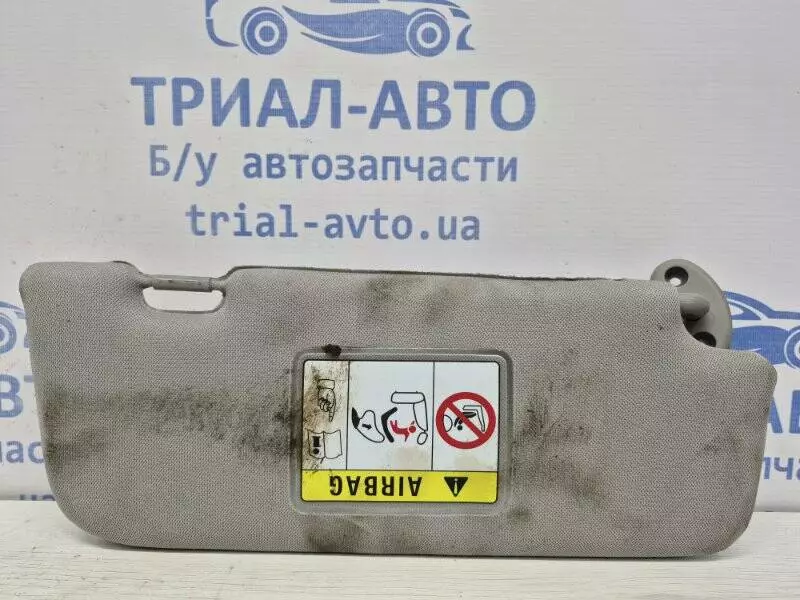 ТРИАЛ-АВТО
Б/у автозапчасти
trial-avto.ua
AIRBAG